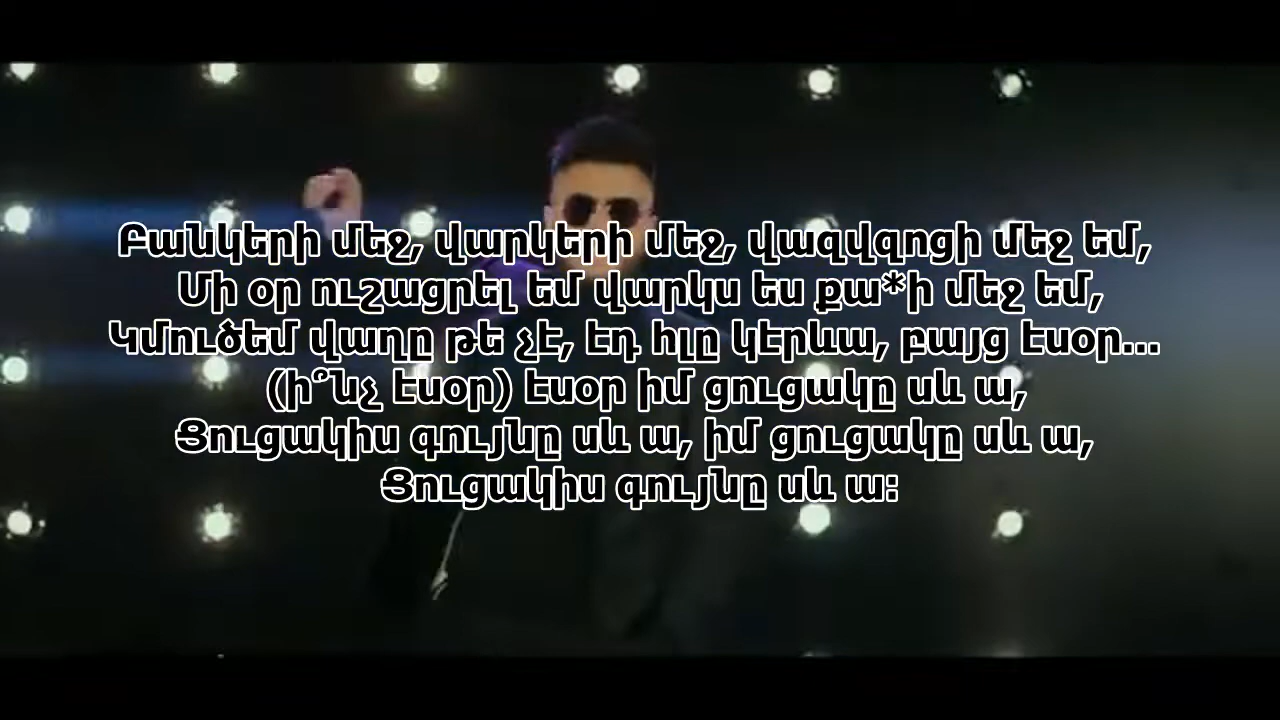 Բանկերի մեջ, վարկերի մեջ, վազվզոցի մեջ եմ,
Մի օր ուշացրել եմ վարկս ես քա*ի մեջ եմ,
Կմուծեմ վաղը թե չէ, էդ հլը կէրևա, բայց էսօր...
(ի՞նչ էսօր) էսօր իմ ցուցակը սև ա,
Ցուցակիս գույնը սև ա, իմ ցուցակը սև ա,
Ցուցակիս գույնը սև ա: